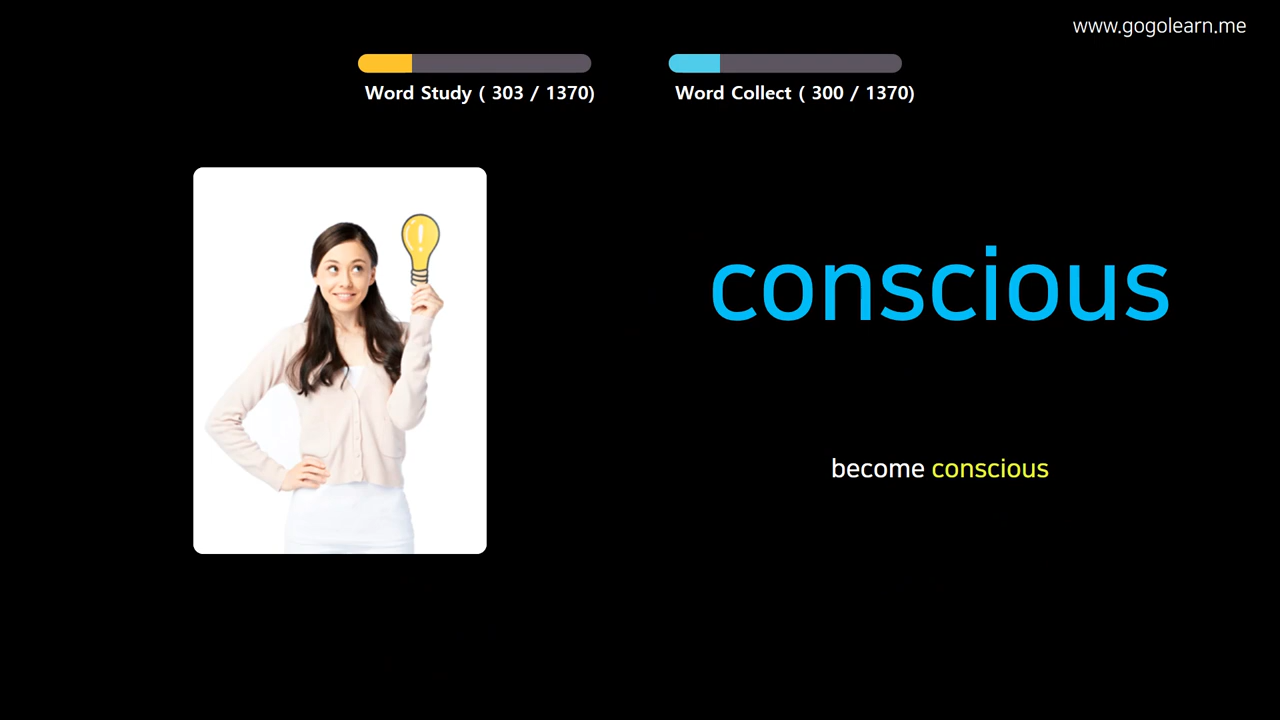 www.gogolearn.me
Word Study ( 303 / 1370)
Word Collect ( 300 / 1370)
conscious
become conscious